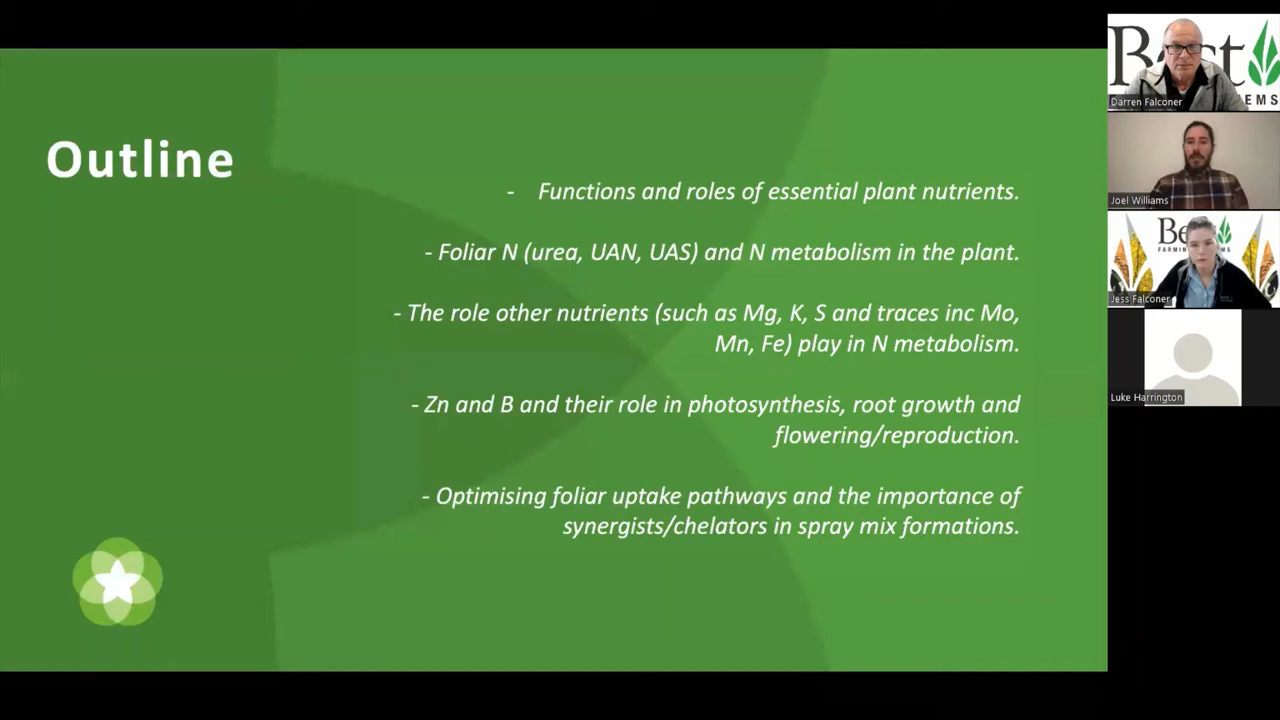 Outline
- Functions and roles of essential plant nutrients.
- Foliar N (urea, UAN, UAS) and N metabolism in the plant.
- The role other nutrients (such as Mg, K, S and traces inc Mo,
Mn, Fe) play in N metabolism.
- Zn and B and their role in photosynthesis, root growth and
flowering/reproduction.
- Optimising foliar uptake pathways and the importance of
synergists/chelators in spray mix formations.
Darren Falconer
Joel Williams
Jess Falconer
Luke Harrington